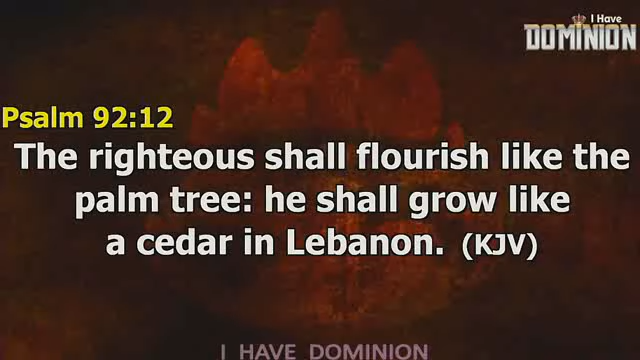 I Have
DOMINION
Psalm 92:12
The righteous shall flourish like the
palm tree: he shall grow like
a cedar in Lebanon. (KJV)
I HAVE DOMINION